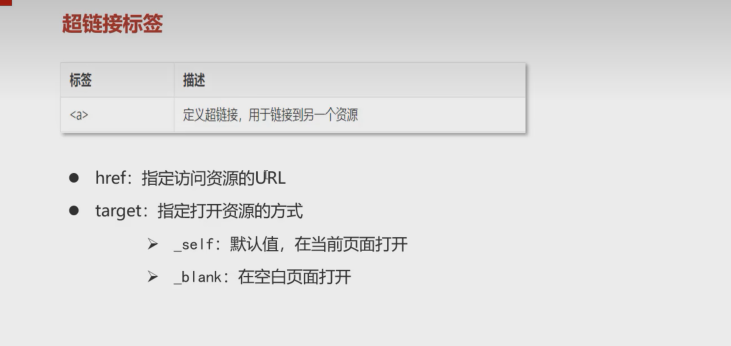 超链接标签
标签 描述
<a> 定义超链接，用于链接到另一个资源
● href：指定访问资源的URL
● target：指定打开资源的方式
➢ _self：默认值，在当前页面打开
➢ _blank：在空白页面打开